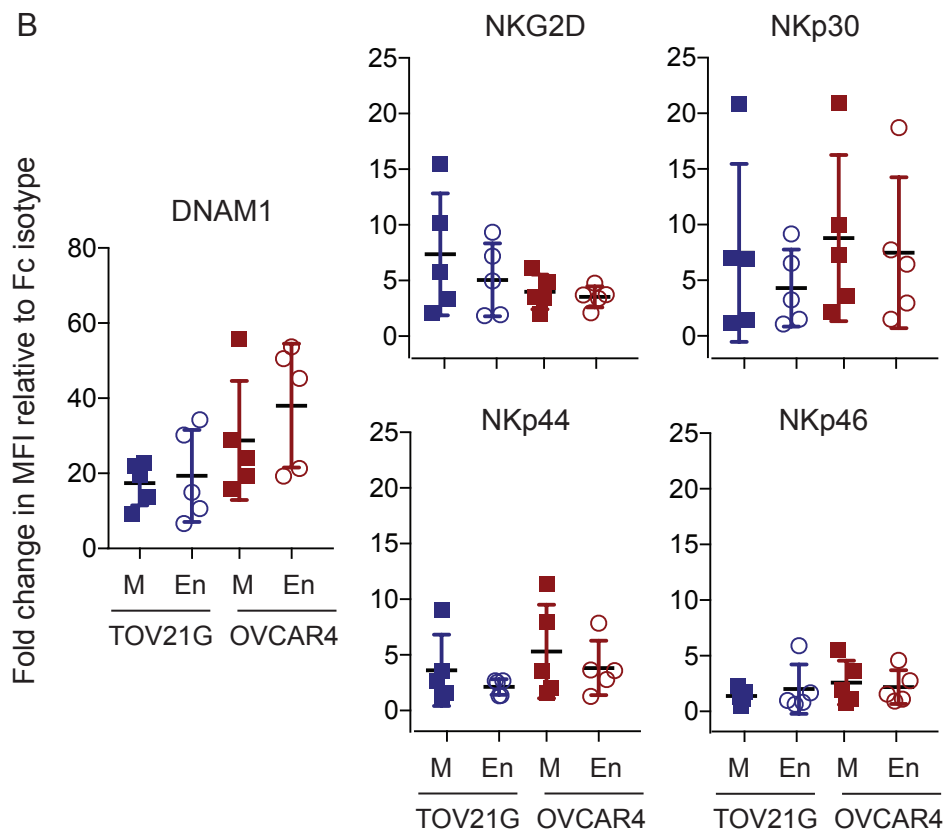 B
Fold change in MFI relative to Fc isotype
DNAM1
80
60
40
20
0
M En M En
TOV21G OVCAR4
NKG2D
25
20
15
10
5
0
NKp30
25
20
15
10
5
0
NKp44
25
20
15
10
5
0
M En M En
TOV21G OVCAR4
NKp46
25
20
15
10
5
0
M En M En
TOV21G OVCAR4